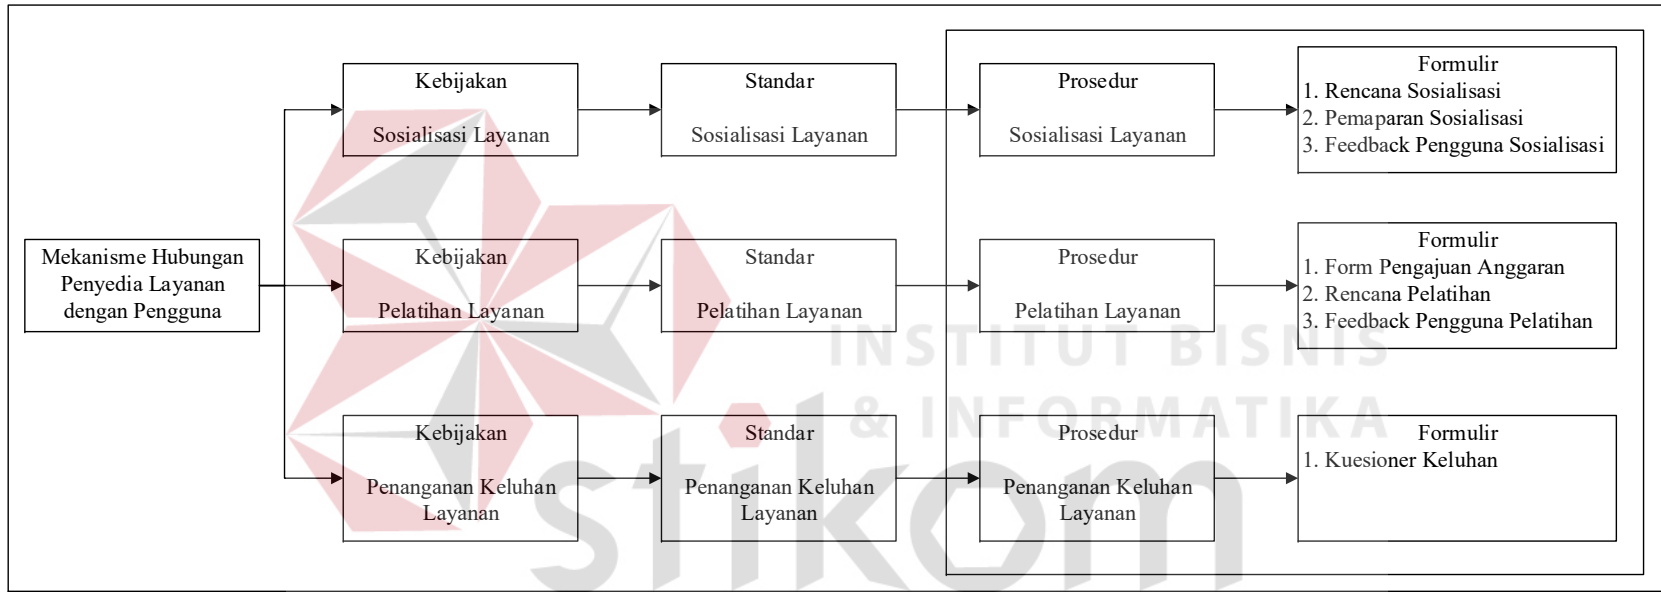 Mekanisme Hubungan
Penyedia Layanan
dengan Pengguna
Kebijakan
Sosialisasi Layanan
Standar
Sosialisasi Layanan
Prosedur
Sosialisasi Layanan
Formulir
1. Rencana Sosialisasi
2. Pemaparan Sosialisasi
3. Feedback Pengguna Sosialisasi
Kebijakan
Pelatihan Layanan
Standar
Pelatihan Layanan
Prosedur
Pelatihan Layanan
Formulir
1. Form Pengajuan Anggaran
2. Rencana Pelatihan
3. Feedback Pengguna Pelatihan
Kebijakan
Penanganan Keluhan
Layanan
Standar
Penanganan Keluhan
Layanan
Prosedur
Penanganan Keluhan
Layanan
Formulir
1. Kuesioner Keluhan
INSTITUT BISNIS
& INFORMATIKA
stikom